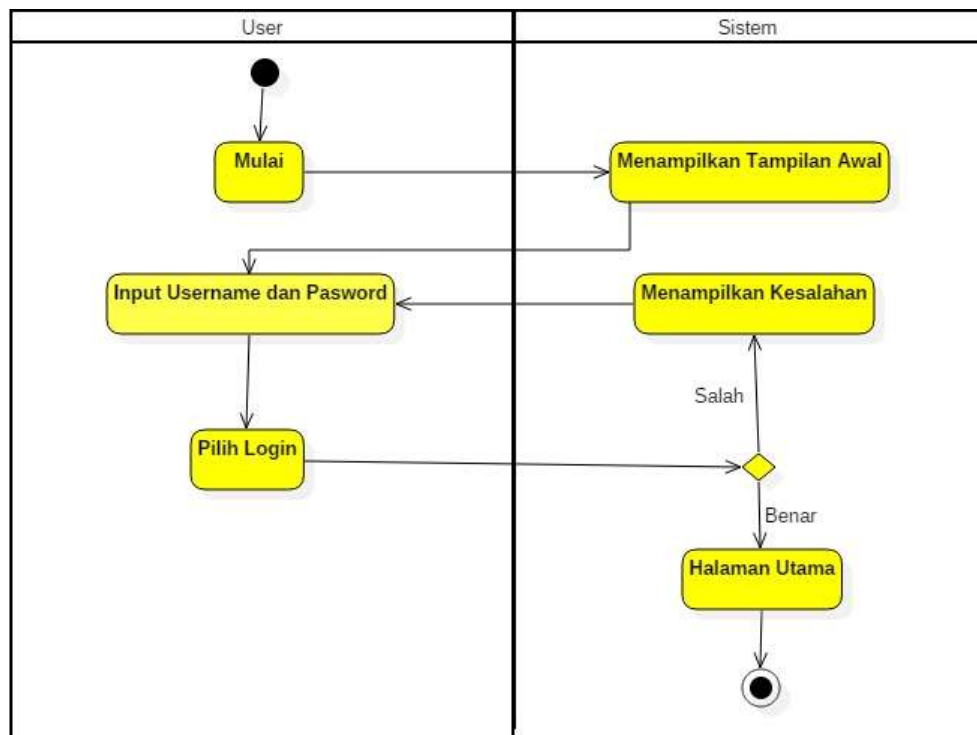 User
Sistem
Mulai
Menampilkan Tampilan Awal
Input Username dan Pasword
Menampilkan Kesalahan
Salah
Pilih Login
Benar
Halaman Utama